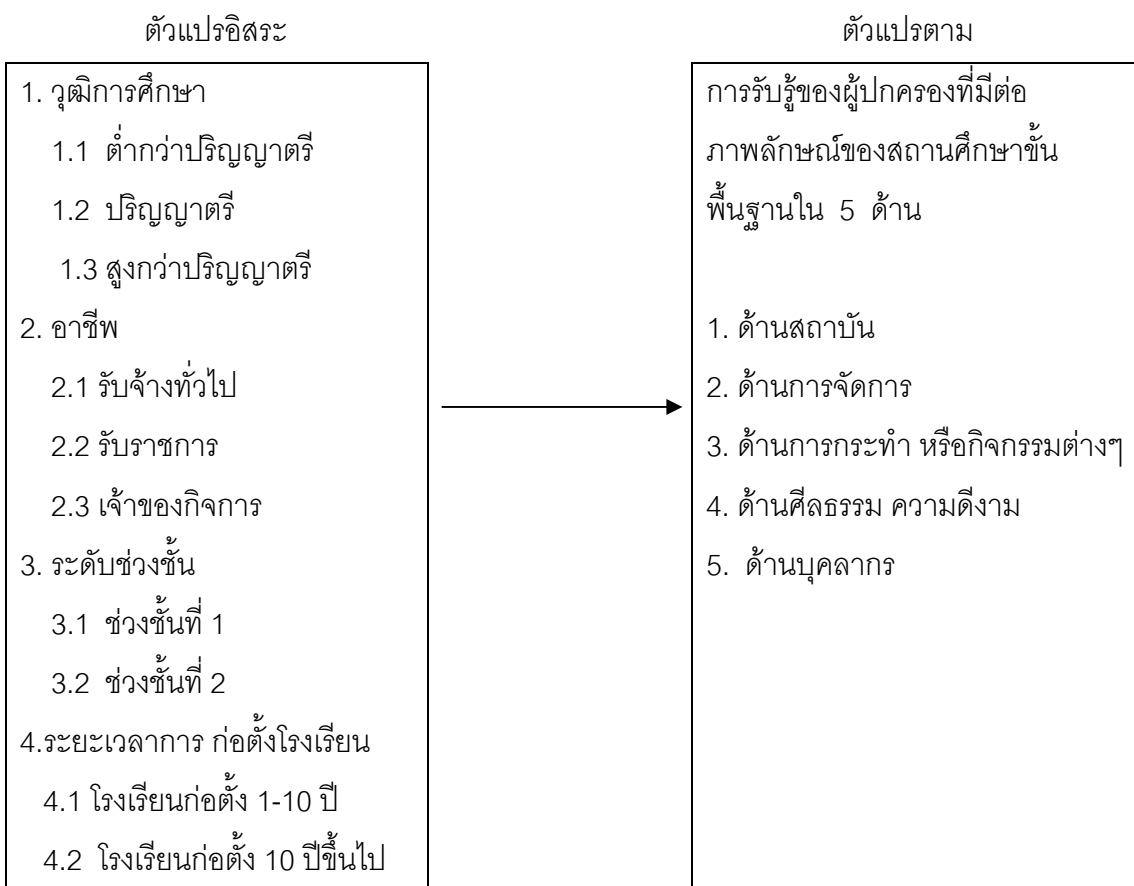 ตัวแปรอิสระ
1. วุฒิการศึกษา
1.1 ต่ำกว่าปริญญาตรี
1.2 ปริญญาตรี
1.3 สูงกว่าปริญญาตรี
2. อาชีพ
2.1 รับจ้างทั่วไป
2.2 รับราชการ
2.3 เจ้าของกิจการ
3. ระดับช่วงชั้น
3.1 ช่วงชั้นที่ 1
3.2 ช่วงชั้นที่ 2
4.ระยะเวลาการ ก่อตั้งโรงเรียน
4.1 โรงเรียนก่อตั้ง 1-10 ปี
4.2 โรงเรียนก่อตั้ง 10 ปีขึ้นไป
ตัวแปรตาม
การรับรู้ของผู้ปกครองที่มีต่อ
ภาพลักษณ์ของสถานศึกษาขั้น
พื้นฐานใน 5 ด้าน
1. ด้านสถาบัน
2. ด้านการจัดการ
3. ด้านการกระทำ หรือกิจกรรมต่างๆ
4. ด้านศีลธรรม ความดีงาม
5. ด้านบุคลากร